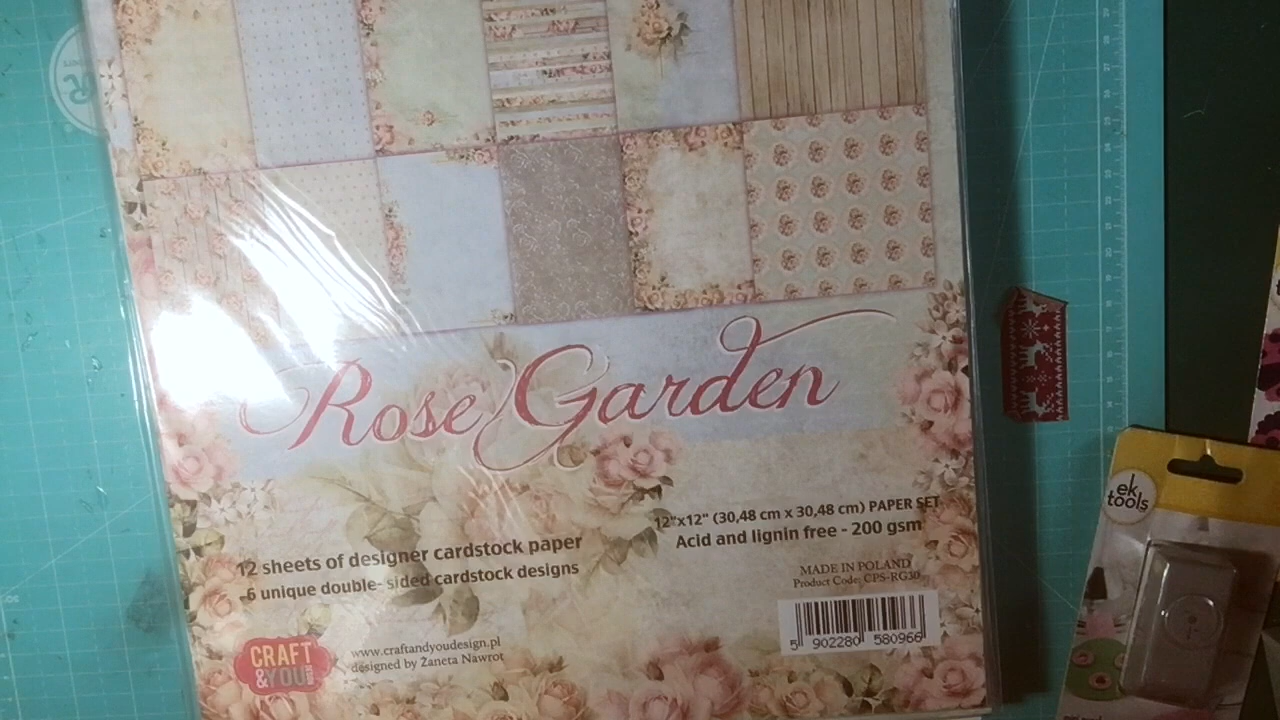 Rose Garden
12"x12" (30,48 cm x 30,48 cm) PAPER SET
Acid and lignin free - 200 gsm
12 sheets of designer cardstock paper
-6 unique double- sided cardstock designs
MADE IN POLAND
Product Code: CPS-RG30
5 902280 580966
CRAFT
&YOU
www.craftandyoudesign.pl
designed by Żaneta Nawrot
ek
tools